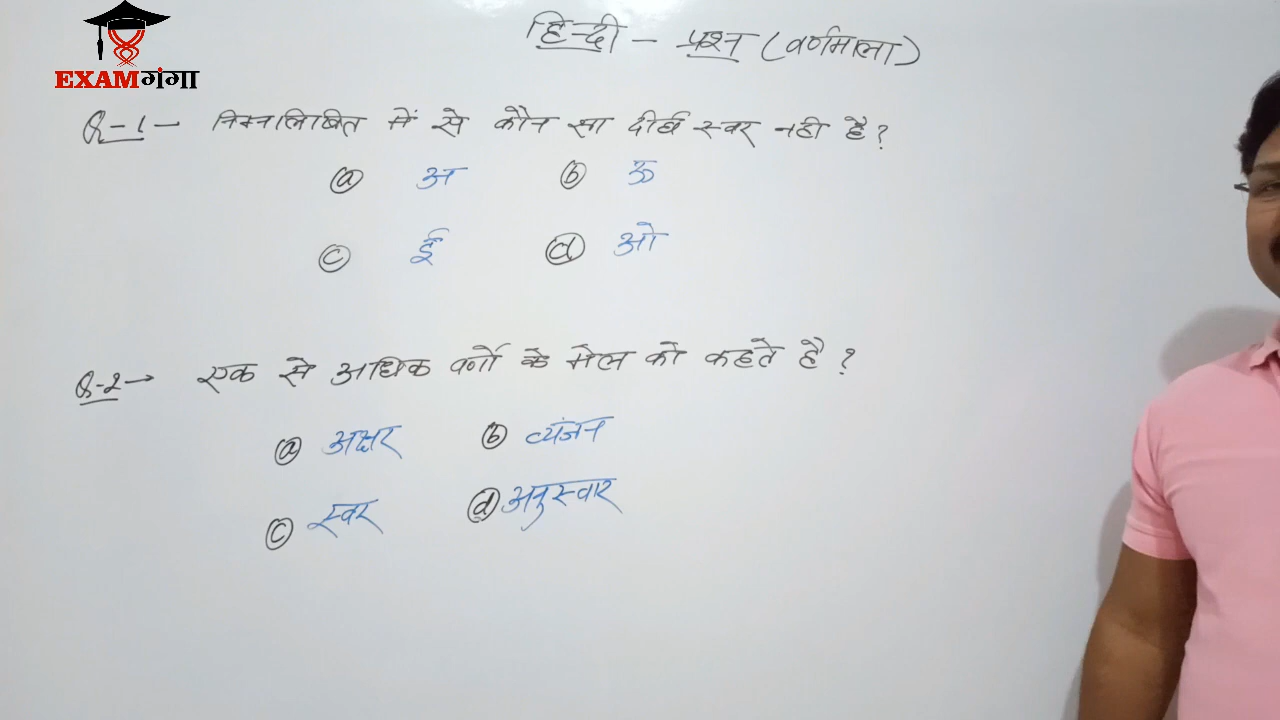 EXAMगंगा
हिन्दी - प्रश्न (वर्णमाला)
Q-1- निम्नलिखित में से कौन सा दीर्घ स्वर नही है?
(a) अ (b) ऊ
(c) ई (d) ओ
Q-2→ एक से अधिक वर्णो के मेल को कहते है?
(a) अक्षर (b) व्यंजन
(c) स्वर (d) अनुस्वार